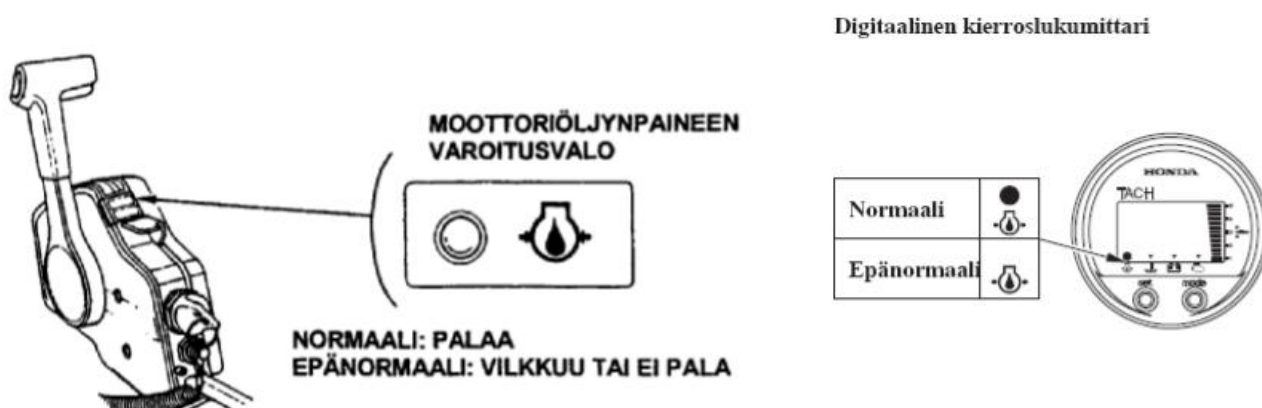 Digitaalinen kierroslukumittari
MOOTTORIÖLJYNPAINEEN
VAROITUSVALO
NORMAALI: PALAA
EPÄNORMAALI: VILKKUU TAI EI PALA
Normaali
Epänormaali
HONDA
TACH
set
mode